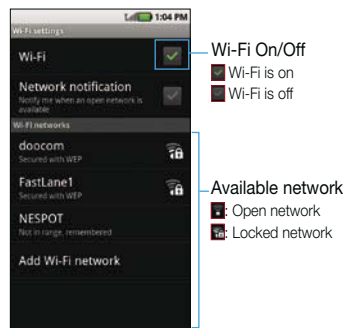 1:04 PM
Wi-Fi settings
Wi-Fi
Network notification
Notify me when an open network is
available
Wi-Fi networks
doocom
Secured with WEP
FastLane1
Secured with WEP
NESPOT
Not in range, remembered
Add Wi-Fi network
Wi-Fi On/Off
Wi-Fi is on
Wi-Fi is off
Available network
: Open network
: Locked network